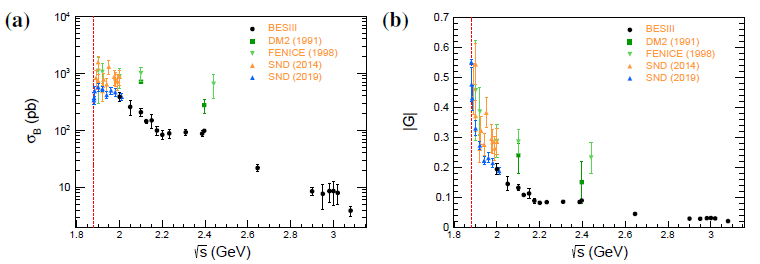 (a)
10⁴
10³
10²
10
σB (pb)
1.8 2 2.2 2.4 2.6 2.8 3
√s (GeV)
BESIII
DM2 (1991)
FENICE (1998)
SND (2014)
SND (2019)
(b)
0.7
0.6
0.5
0.4
0.3
0.2
0.1
0
|G|
1.8 2 2.2 2.4 2.6 2.8 3
√s (GeV)
BESIII
DM2 (1991)
FENICE (1998)
SND (2014)
SND (2019)